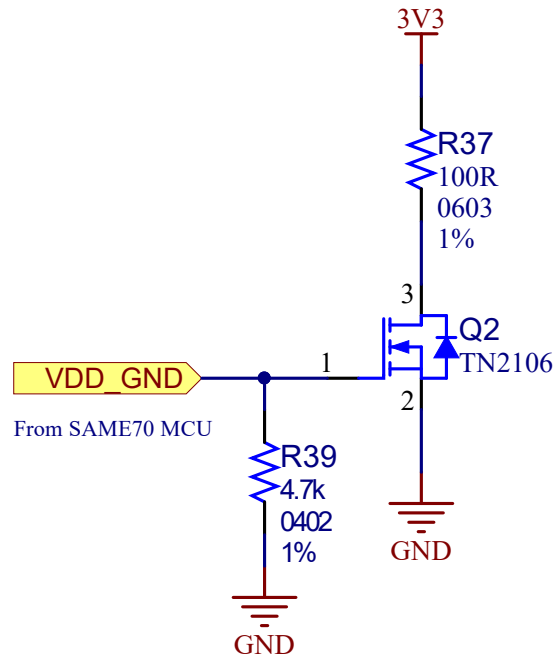 3V3
R37
100R
0603
1%
3
Q2
TN2106
1
2
VDD_GND
From SAME70 MCU
R39
4.7k
0402
1%
GND
GND